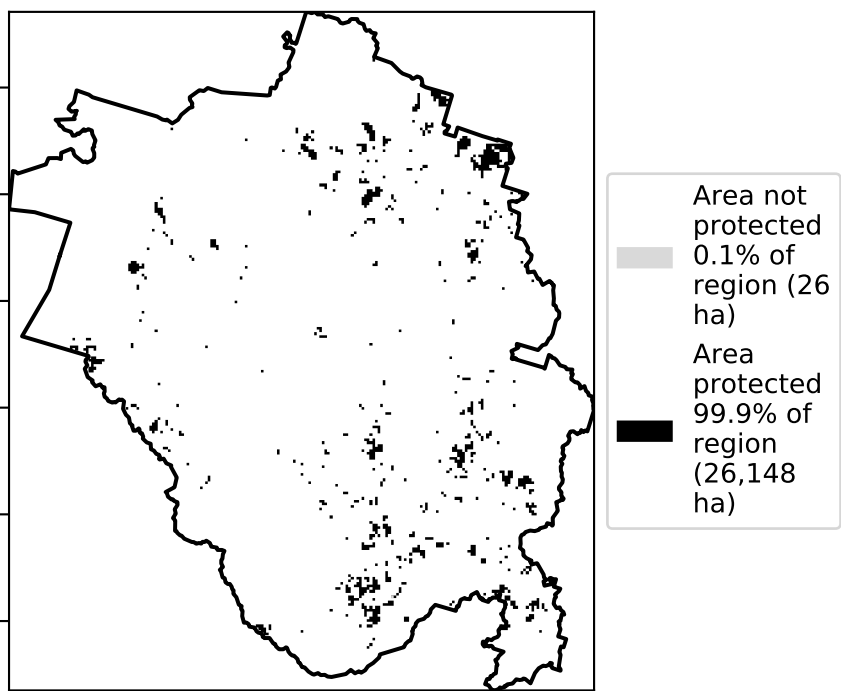 Area not
protected
0.1% of
region (26
ha)
Area
protected
99.9% of
region
(26,148
ha)